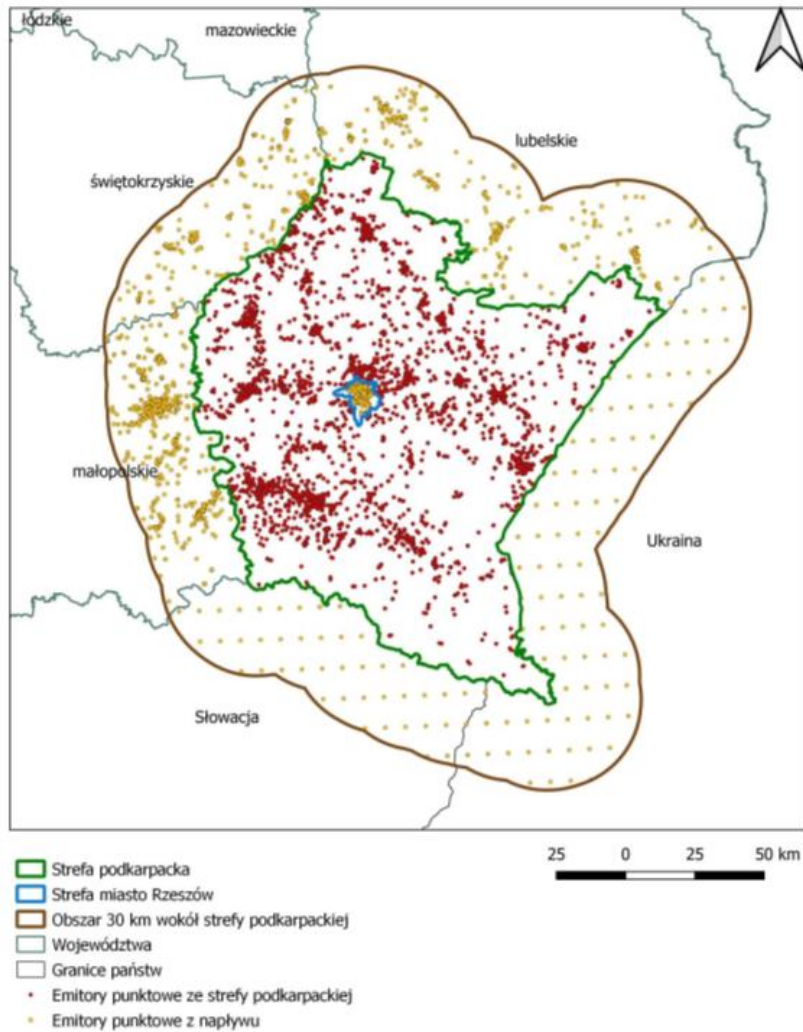 łódzkie
mazowieckie
lubelskie
świętokrzyskie
małopolskie
Ukraina
Słowacja
25 0 25 50 km
Strefa podkarpacka
Strefa miasto Rzeszów
Obszar 30 km wokół strefy podkarpackiej
Województwa
Granice państw
Emitory punktowe ze strefy podkarpackiej
Emitory punktowe z napływu